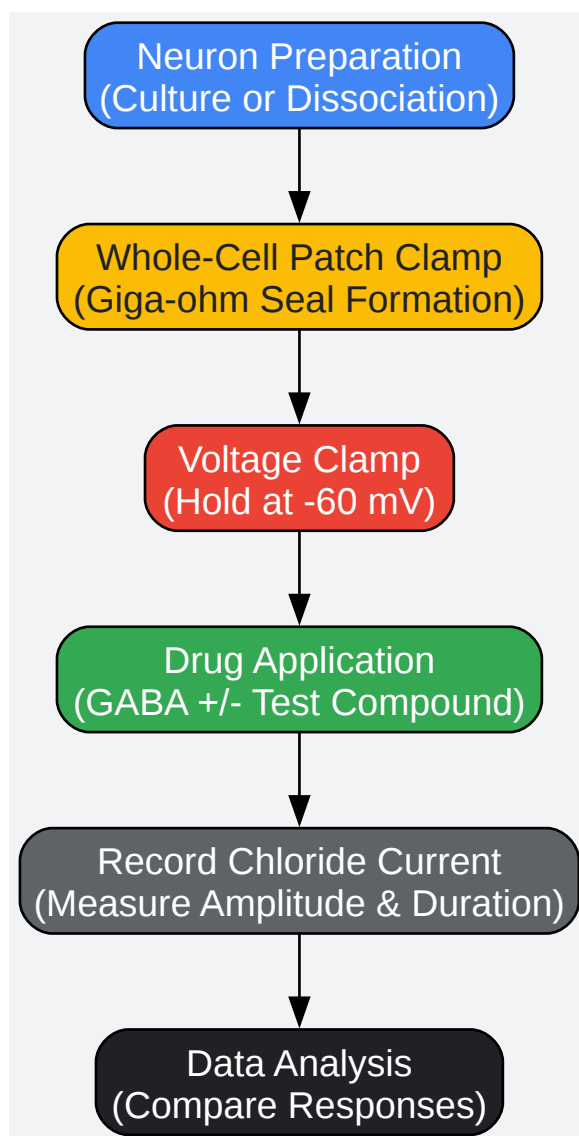 Neuron Preparation
(Culture or Dissociation)
Whole-Cell Patch Clamp
(Giga-ohm Seal Formation)
Voltage Clamp
(Hold at -60 mV)
Drug Application
(GABA +/- Test Compound)
Record Chloride Current
(Measure Amplitude & Duration)
Data Analysis
(Compare Responses)